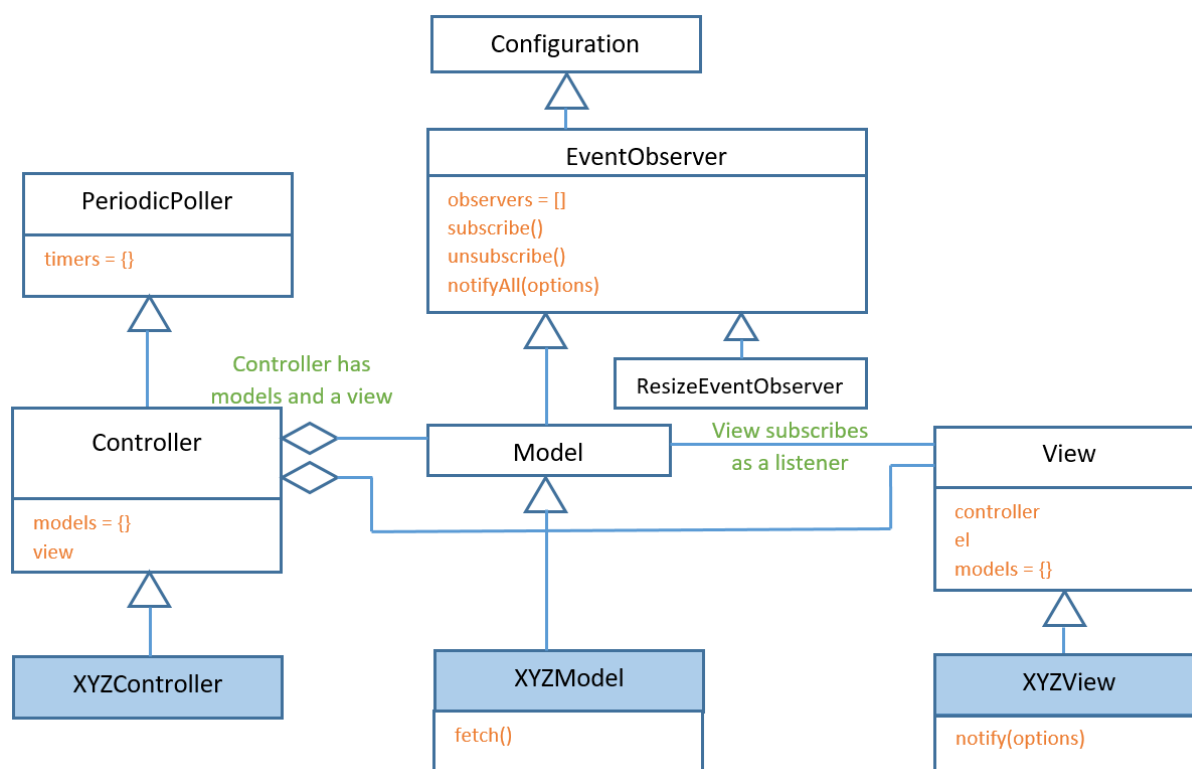 Configuration
EventObserver
observers = []
subscribe()
unsubscribe()
notifyAll(options)
PeriodicPoller
timers = {}
ResizeEventObserver
Controller has
models and a view
Controller
models = {}
view
Model
View subscribes
as a listener
View
controller
el
models = {}
XYZController
XYZModel
fetch()
XYZView
notify(options)